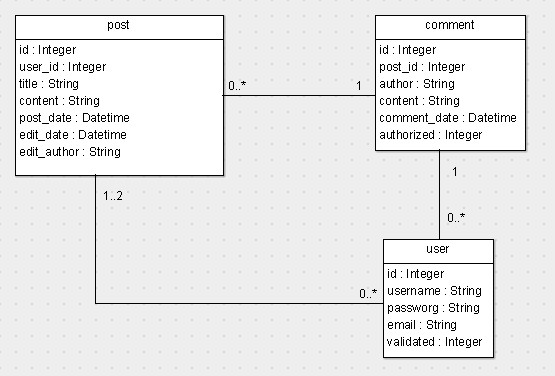 post
id : Integer
user_id : Integer
title : String
content : String
post_date : Datetime
edit_date : Datetime
edit_author : String
0..*
1
comment
id : Integer
post_id : Integer
author : String
content : String
comment_date : Datetime
authorized : Integer
1..2
1
0..*
0..*
user
id : Integer
username : String
passworg : String
email : String
validated : Integer